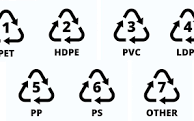 1 2 3 4
PET HDPE PVC LDP
5 6 7
PP PS OTHER